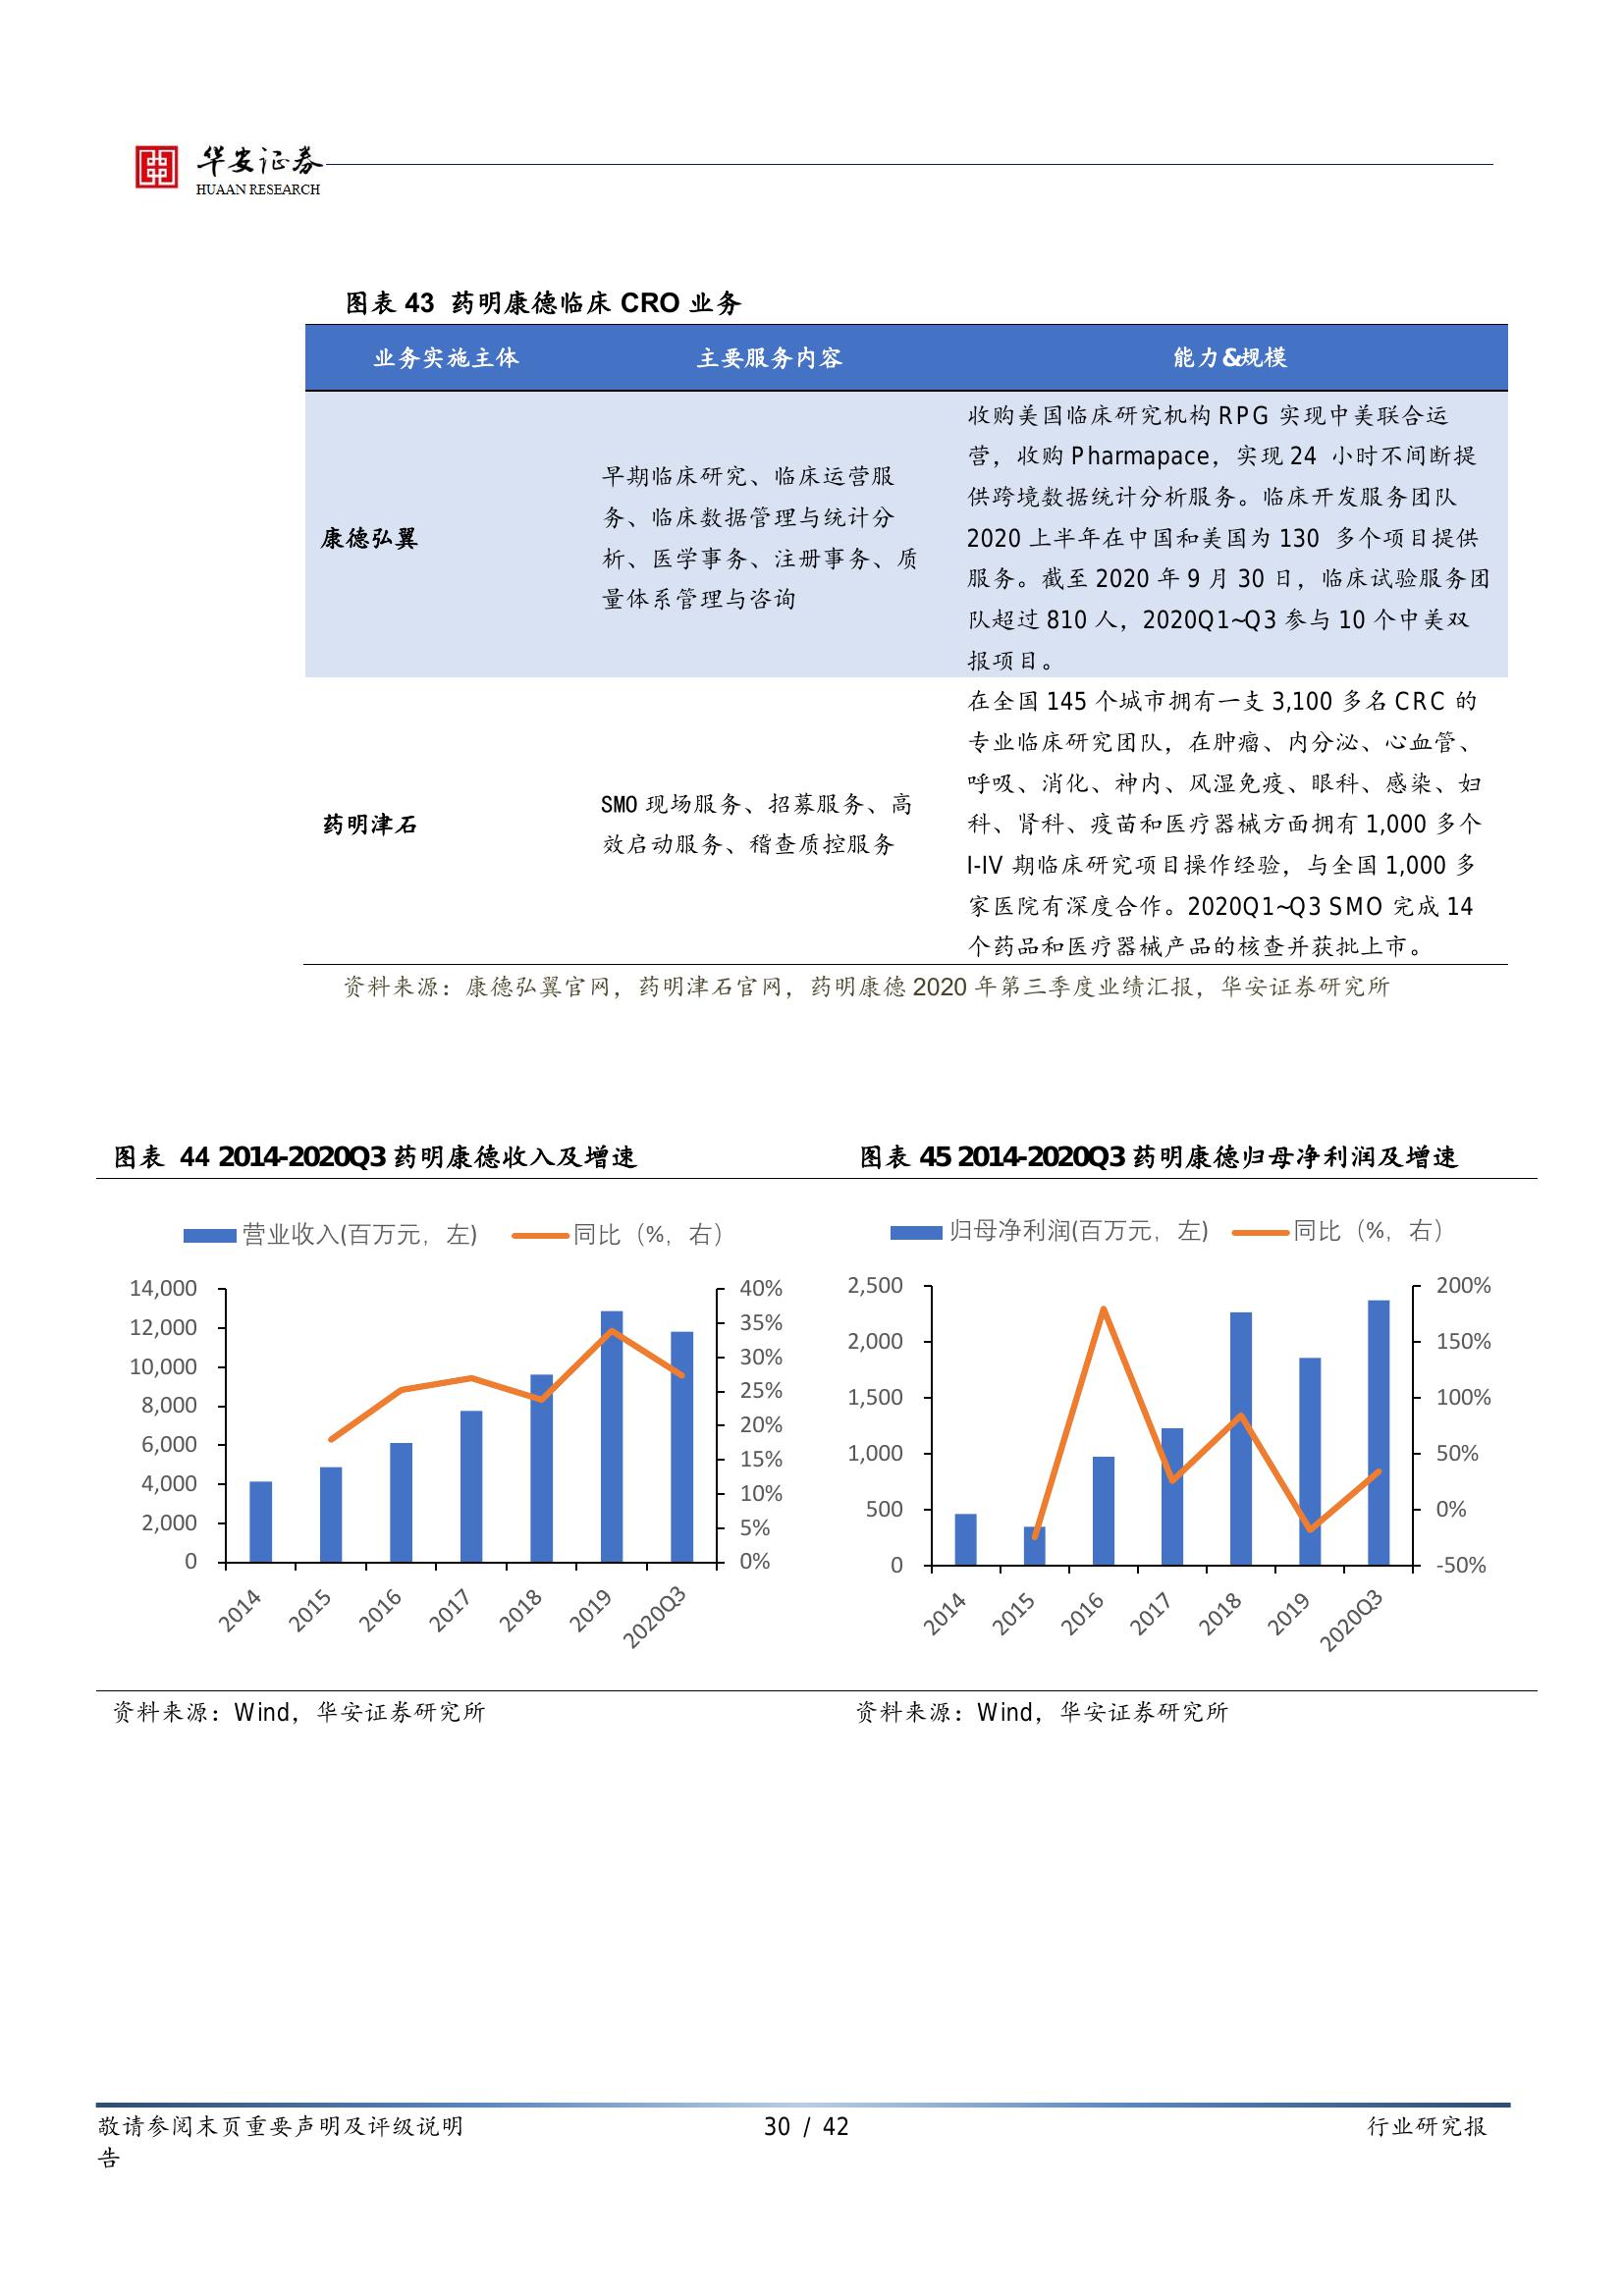 华安证券
HUAAN RESEARCH
图表 43 药明康德临床 CRO 业务
业务实施主体 主要服务内容 能力&规模
康德弘翼
早期临床研究、临床运营服
务、临床数据管理与统计分
析、医学事务、注册事务、质
量体系管理与咨询
收购美国临床研究机构 RPG 实现中美联合运
营，收购 Pharmapace，实现 24 小时不间断提
供跨境数据统计分析服务。临床开发服务团队
2020 上半年在中国和美国为 130 多个项目提供
服务。截至 2020 年 9 月 30 日，临床试验服务团
队超过 810 人，2020Q1~Q3 参与 10 个中美双
报项目。
药明津石
SMO 现场服务、招募服务、高
效启动服务、稽查质控服务
在全国 145 个城市拥有一支 3,100 多名 CRC 的
专业临床研究团队，在肿瘤、内分泌、心血管、
呼吸、消化、神内、风湿免疫、眼科、感染、妇
科、肾科、疫苗和医疗器械方面拥有 1,000 多个
I-IV 期临床研究项目操作经验，与全国 1,000 多
家医院有深度合作。2020Q1~Q3 SMO 完成 14
个药品和医疗器械产品的核查并获批上市。
资料来源：康德弘翼官网，药明津石官网，药明康德 2020 年第三季度业绩汇报，华安证券研究所
图表 44 2014-2020Q3 药明康德收入及增速
营业收入(百万元，左) 同比（%，右）
14,000
12,000
10,000
8,000
6,000
4,000
2,000
0
40%
35%
30%
25%
20%
15%
10%
5%
0%
2014 2015 2016 2017 2018 2019 2020Q3
资料来源：Wind，华安证券研究所
图表 45 2014-2020Q3 药明康德归母净利润及增速
归母净利润(百万元，左) 同比（%，右）
2,500
2,000
1,500
1,000
500
0
200%
150%
100%
50%
0%
-50%
2014 2015 2016 2017 2018 2019 2020Q3
资料来源：Wind，华安证券研究所
敬请参阅末页重要声明及评级说明 30 / 42 行业研究报
告